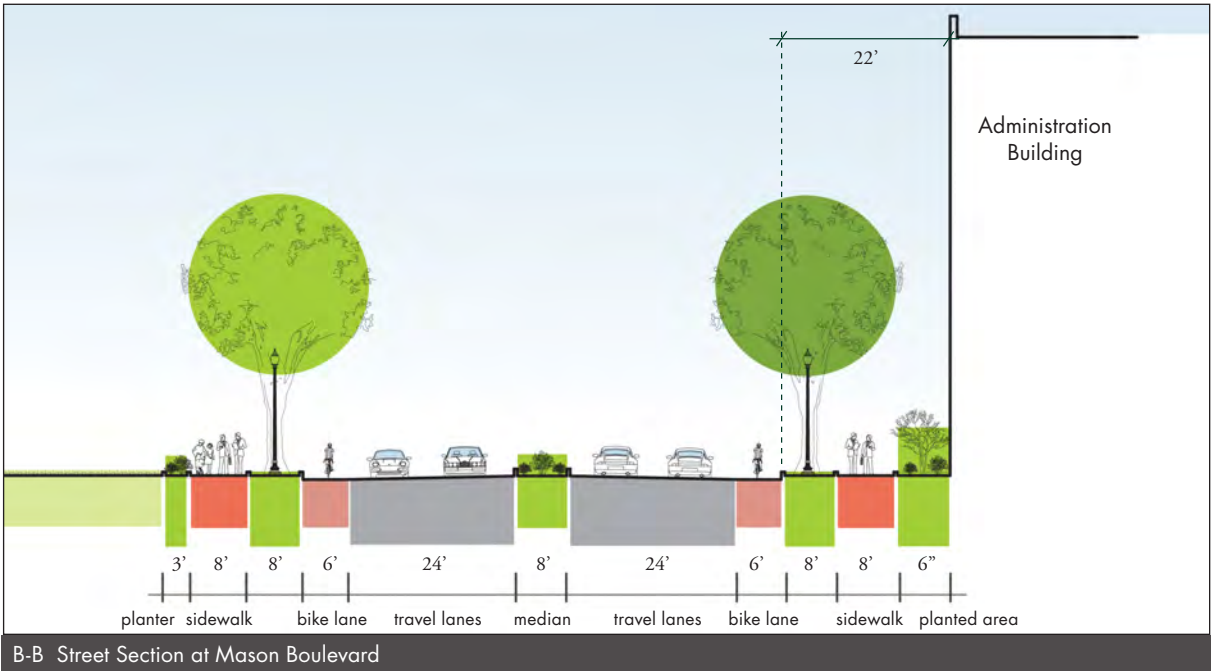 22’
Administration
Building
3’ 8’ 8’ 6’ 24’ 8’ 24’ 6’ 8’ 8’ 6”
planter sidewalk bike lane travel lanes median travel lanes bike lane sidewalk planted area
B-B Street Section at Mason Boulevard